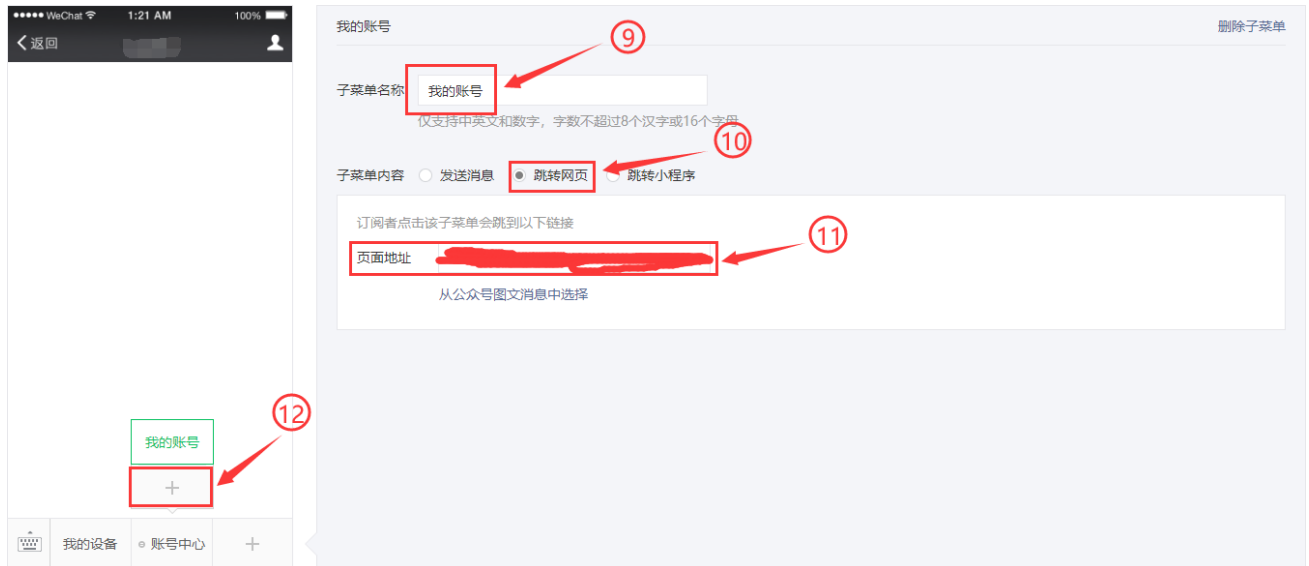 WeChat 1:21 AM 100%
返回
我的账号 删除子菜单
⑨
子菜单名称 我的账号
仅支持中英文和数字，字数不超过8个汉字或16个字母
⑩
子菜单内容 发送消息 跳转网页 跳转小程序
订阅者点击该子菜单会跳到以下链接
⑪
页面地址
从公众号图文消息中选择
⑫
我的账号
+
我的设备 账号中心 +